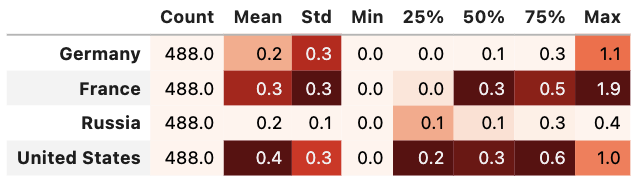 Count Mean Std Min 25% 50% 75% Max
Germany 488.0 0.2 0.3 0.0 0.0 0.1 0.3 1.1
France 488.0 0.3 0.3 0.0 0.0 0.3 0.5 1.9
Russia 488.0 0.2 0.1 0.0 0.1 0.1 0.3 0.4
United States 488.0 0.4 0.3 0.0 0.2 0.3 0.6 1.0